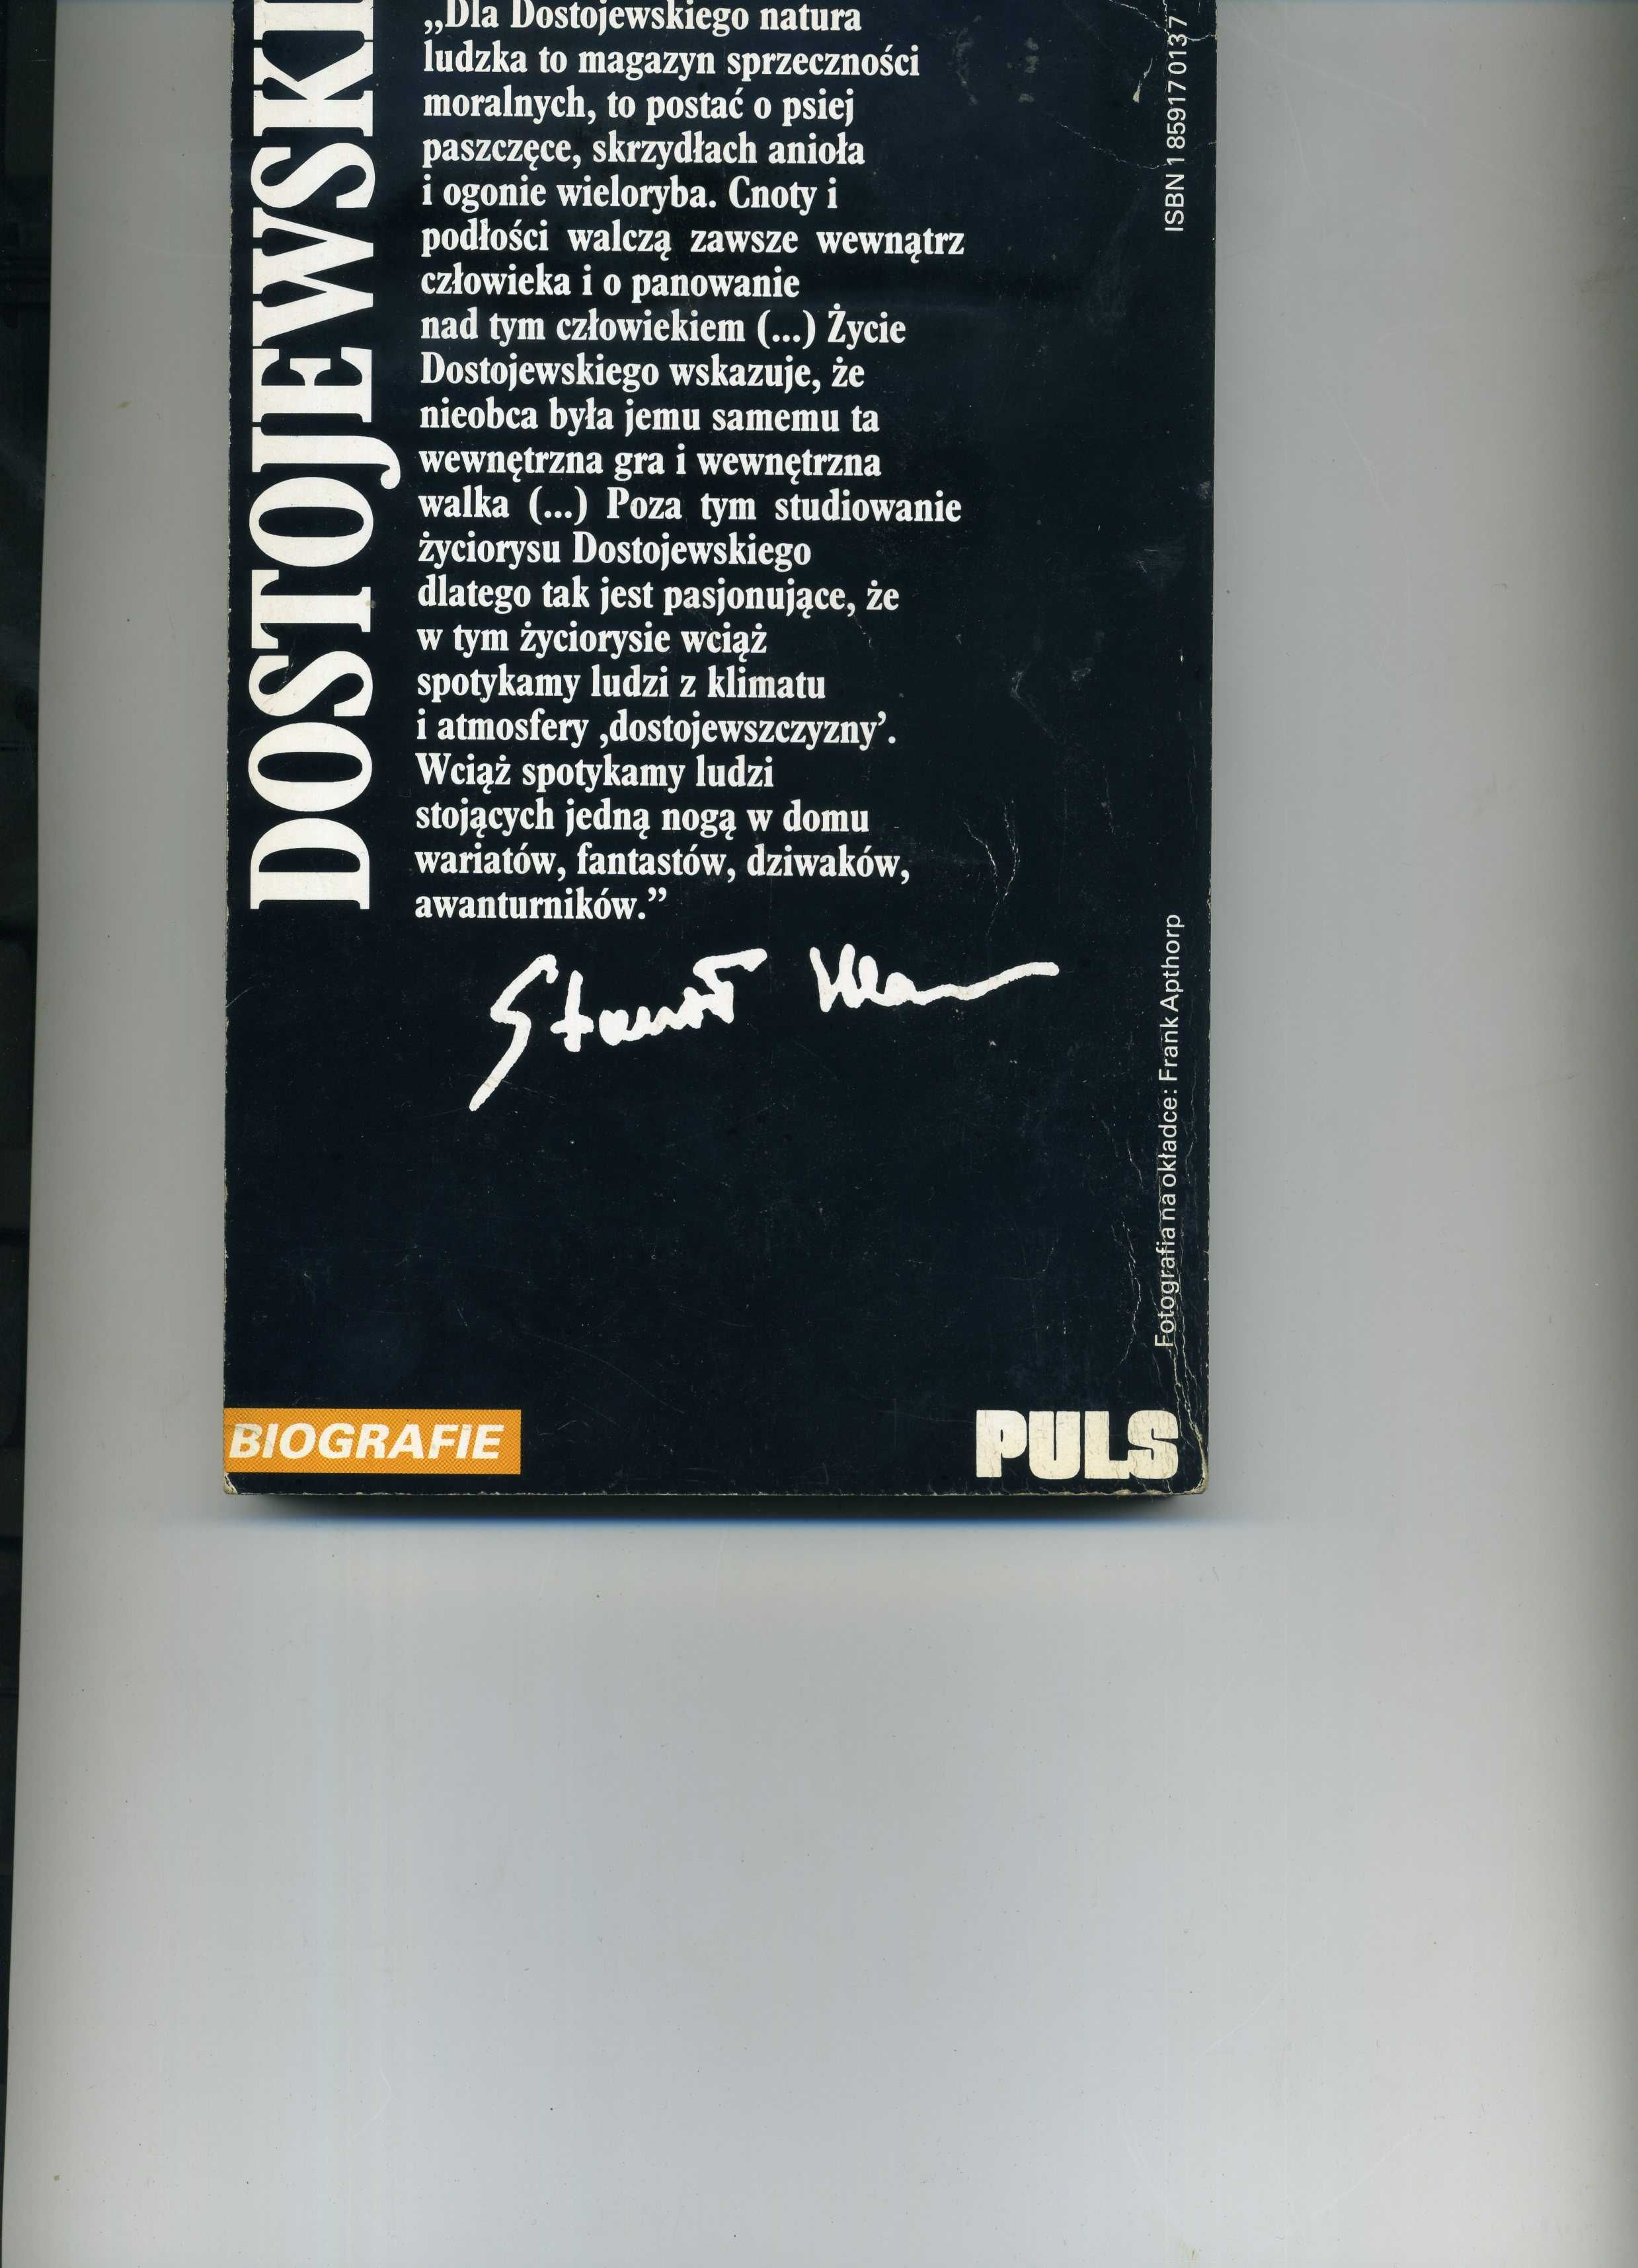 DOSTOJEWSKI
„Dla Dostojewskiego natura
ludzka to magazyn sprzeczności
moralnych, to postać o psiej
paszczęce, skrzydłach anioła
i ogonie wieloryba. Cnoty i
podłości walczą zawsze wewnątrz
człowieka i o panowanie
nad tym człowiekiem (...) Życie
Dostojewskiego wskazuje, że
nieobca była jemu samemu ta
wewnętrzna gra i wewnętrzna
walka (...) Poza tym studiowanie
życiorysu Dostojewskiego
dlatego tak jest pasjonujące, że
w tym życiorysie wciąż
spotykamy ludzi z klimatu
i atmosfery ‚dostojewszczyzny’.
Wciąż spotykamy ludzi
stojących jedną nogą w domu
wariatów, fantastów, dziwaków,
awanturników.”
ISBN 1 85917 013 7
Fotografia na okładce: Frank Apthorp
BIOGRAFIE
PULS